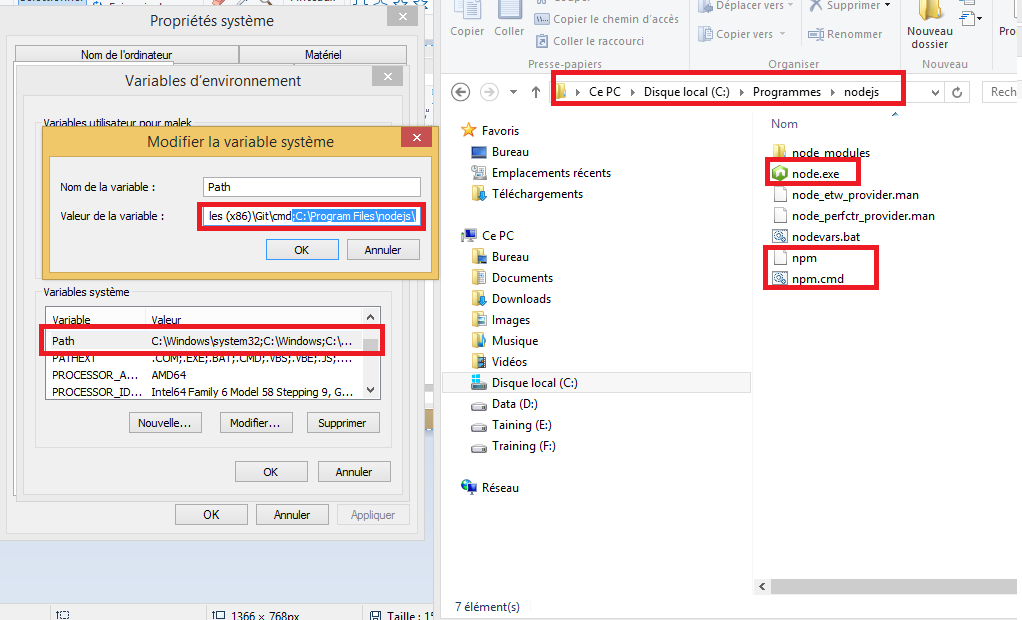 Propriétés système
Nom de l'ordinateur
Matériel
Variables d'environnement
Variables utilisateur pour malek
Modifier la variable système
Nom de la variable :
Path
Valeur de la variable :
les (x86)\Git\cmd;C:\Program Files\nodejs\
OK
Annuler
Variables système
Variable
Valeur
Path
C:\Windows\system32;C:\Windows;C:\...
PATHEXT
.COM;.EXE;.BAT;.CMD;.VBS;.VBE;.JS;....
PROCESSOR_A...
AMD64
PROCESSOR_ID...
Intel64 Family 6 Model 58 Stepping 9, G...
Nouvelle...
Modifier...
Supprimer
OK
Annuler
OK
Annuler
Appliquer
1366 × 768px
Taille :
Copier
Coller
Copier le chemin d'accès
Coller le raccourci
Presse-papiers
Déplacer vers
Copier vers
Supprimer
Renommer
Organiser
Nouveau
dossier
Nouveau
Ce PC
Disque local (C:)
Programmes
nodejs
Rech
Favoris
Bureau
Emplacements récents
Téléchargements
Ce PC
Bureau
Documents
Downloads
Images
Musique
Vidéos
Disque local (C:)
Data (D:)
Taining (E:)
Training (F:)
Réseau
Nom
node_modules
node.exe
node_etw_provider.man
node_perfctr_provider.man
nodevars.bat
npm
npm.cmd
7 élément(s)